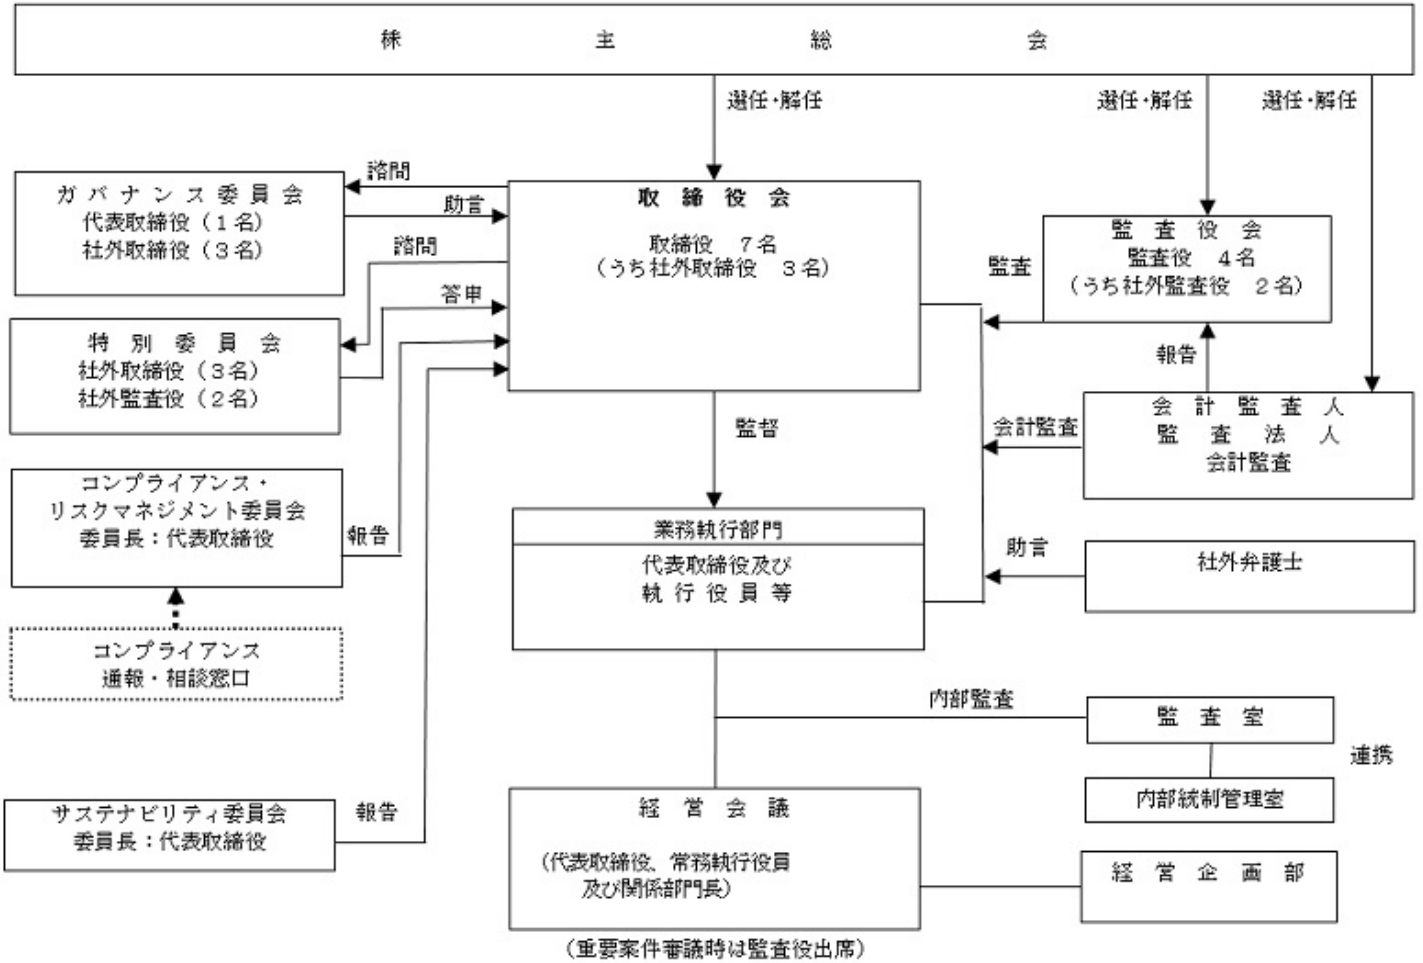 株主総会
選任・解任
選任・解任
選任・解任
諮問
ガバナンス委員会
代表取締役(1名)
社外取締役(3名)
助言
取締役会
取締役 7名
(うち社外取締役 3名)
監査役会
監査役 4名
(うち社外監査役 2名)
監査
諮問
答申
特別委員会
社外取締役(3名)
社外監査役(2名)
報告
会計監査人
監査法人
会計監査
会計監査
監督
コンプライアンス・
リスクマネジメント委員会
委員長:代表取締役
報告
業務執行部門
代表取締役及び
執行役員等
助言
社外弁護士
コンプライアンス
通報・相談窓口
内部監査
監査室
連携
内部統制管理室
サステナビリティ委員会
委員長:代表取締役
報告
経営会議
(代表取締役、常務執行役員
及び関係部門長)
経営企画部
(重要案件審議時は監査役出席)